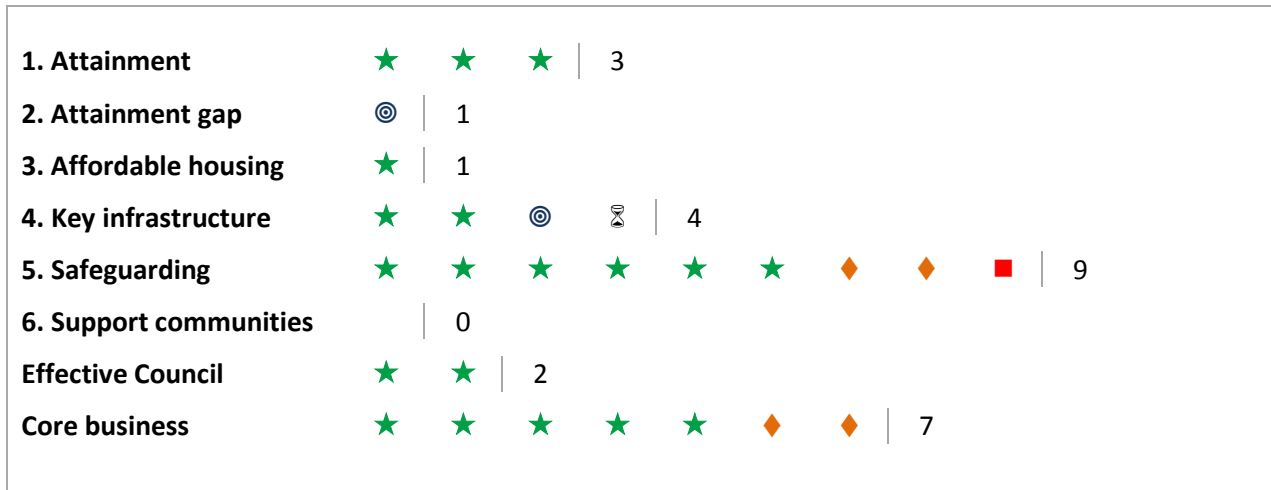 1. Attainment ★ ★ ★ 3
2. Attainment gap ◎ 1
3. Affordable housing ★ 1
4. Key infrastructure ★ ★ ◎ ⌛ 4
5. Safeguarding ★ ★ ★ ★ ★ ★ ♦ ♦ ■ 9
6. Support communities 0
Effective Council ★ ★ 2
Core business ★ ★ ★ ★ ★ ♦ ♦ 7